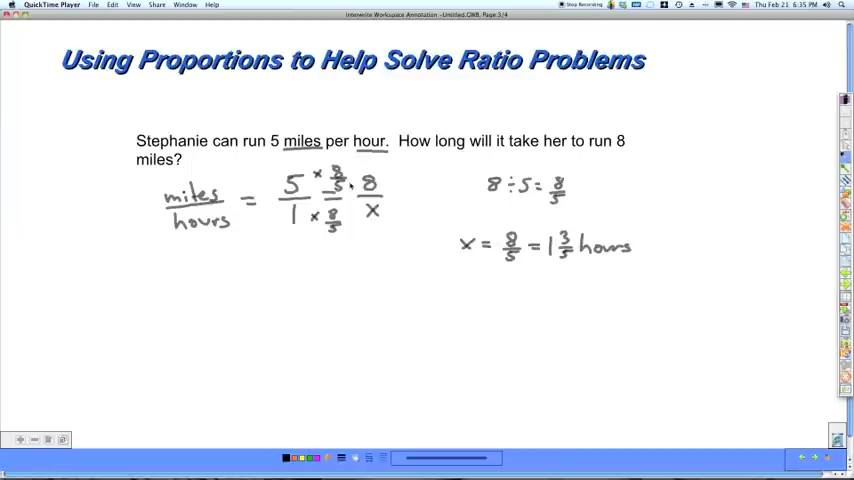 QuickTime Player File Edit View Share Window Help Stop Recording Thu Feb 21 6:35 PM
Interwrite Workspace Annotation -Untitled.GWB, Page:3/4
Using Proportions to Help Solve Ratio Problems
Stephanie can run 5 miles per hour. How long will it take her to run 8
miles?
miles/hours = 5/1 × 8/5 = × 8/5 8/x
8 ÷ 5 = 8/5
x = 8/5 = 1 3/5 hours